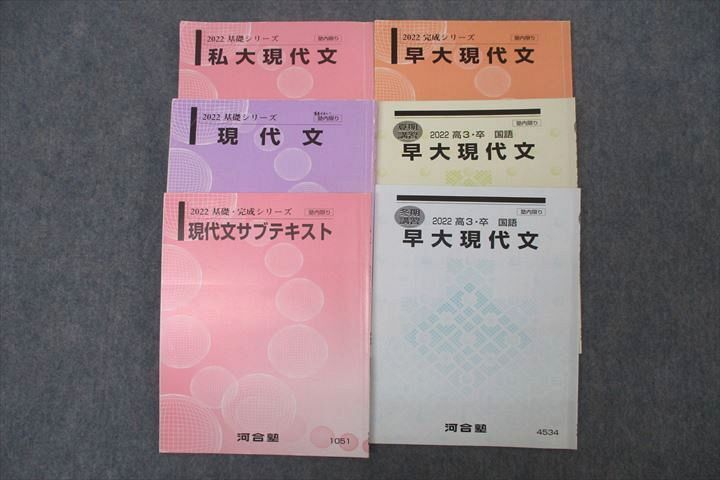 2022 基礎シリーズ
塾内限り
私大現代文
2022 基礎シリーズ
塾内限り
現代文
2022 基礎・完成シリーズ
塾内限り
現代文サブテキスト
河合塾
1051
2022 完成シリーズ
塾内限り
早大現代文
夏期
講習
2022 高3・卒 国語
塾内限り
早大現代文
冬期
講習
2022 高3・卒 国語
塾内限り
早大現代文
河合塾
4534